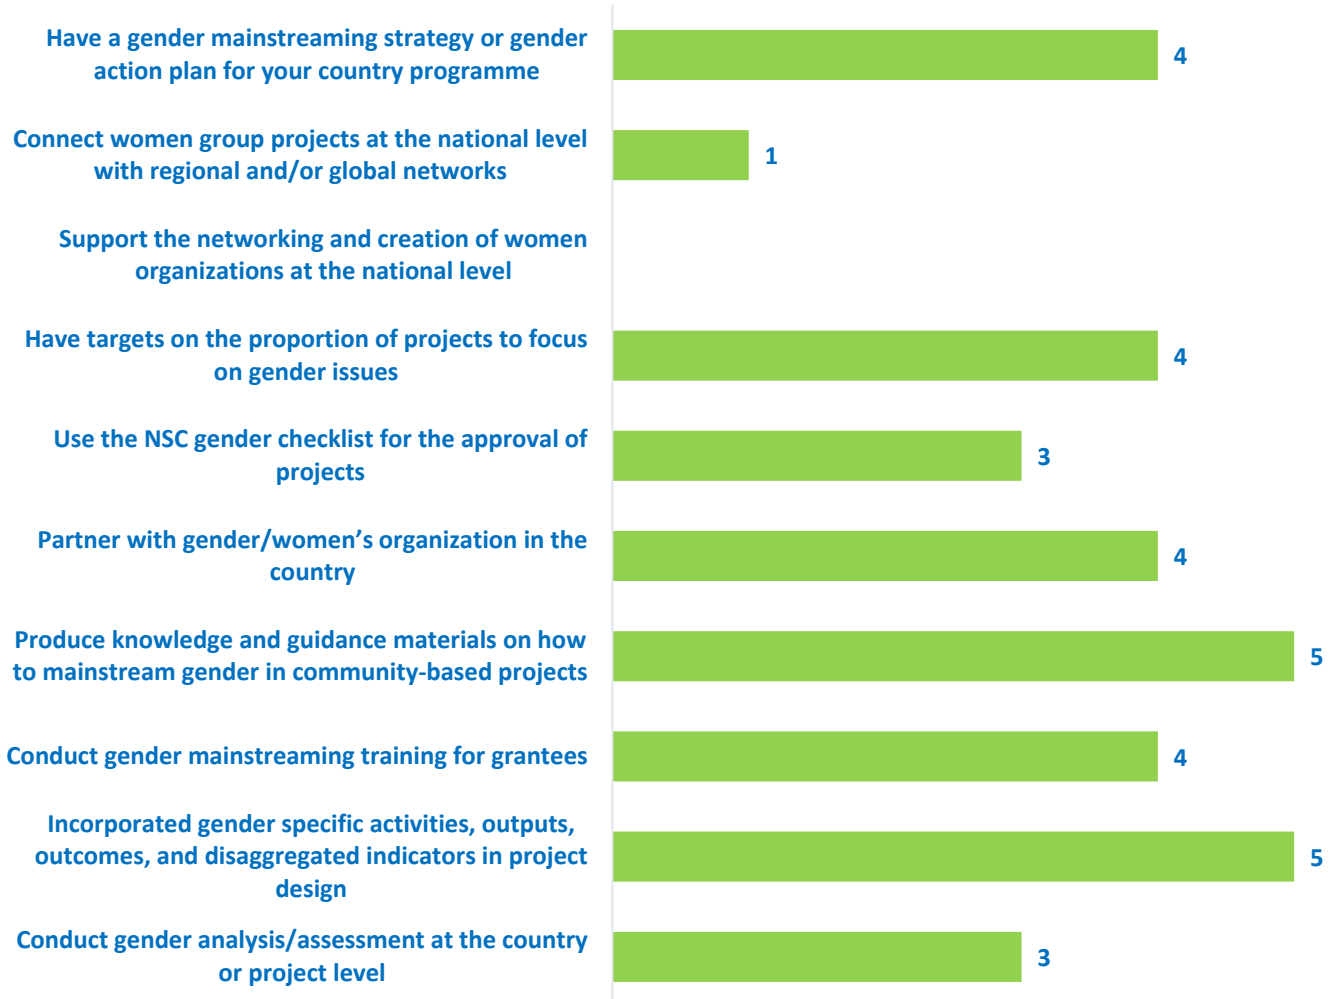 Have a gender mainstreaming strategy or gender
action plan for your country programme
4
Connect women group projects at the national level
with regional and/or global networks
1
Support the networking and creation of women
organizations at the national level
Have targets on the proportion of projects to focus
on gender issues
4
Use the NSC gender checklist for the approval of
projects
3
Partner with gender/women’s organization in the
country
4
Produce knowledge and guidance materials on how
to mainstream gender in community-based projects
5
Conduct gender mainstreaming training for grantees
4
Incorporated gender specific activities, outputs,
outcomes, and disaggregated indicators in project
design
5
Conduct gender analysis/assessment at the country
or project level
3